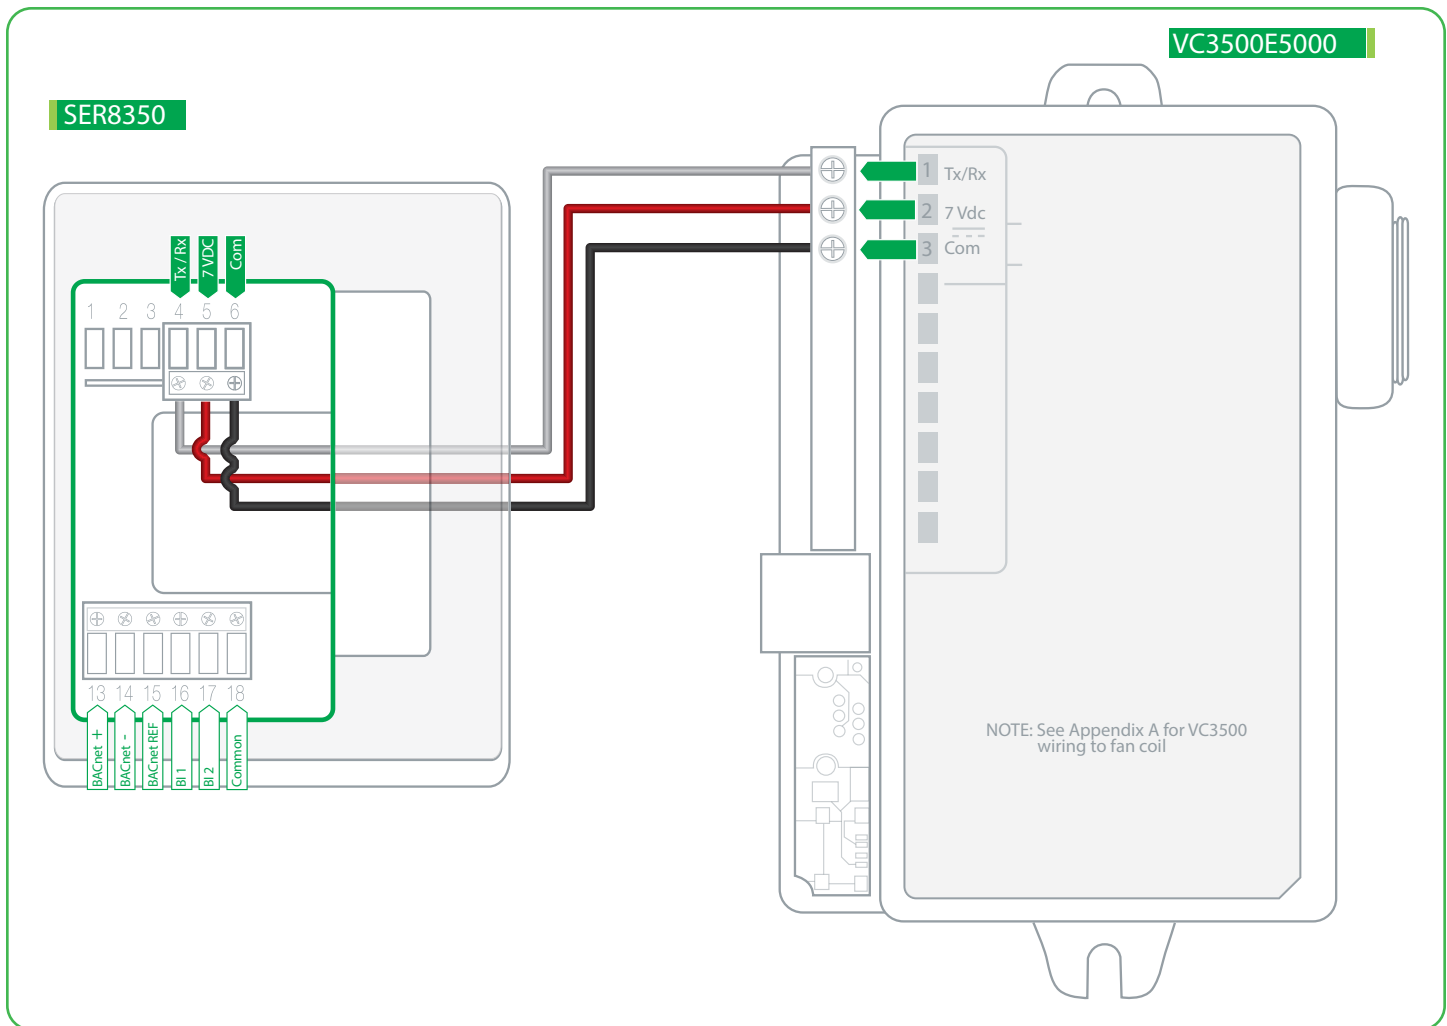 VC3500E5000
SER8350
Tx / Rx
7 VDC
Com
1 2 3 4 5 6
1 Tx/Rx
2 7 Vdc
3 Com
13 14 15 16 17 18
BACnet +
BACnet -
BACnet REF
BI 1
BI 2
Common
NOTE: See Appendix A for VC3500
wiring to fan coil